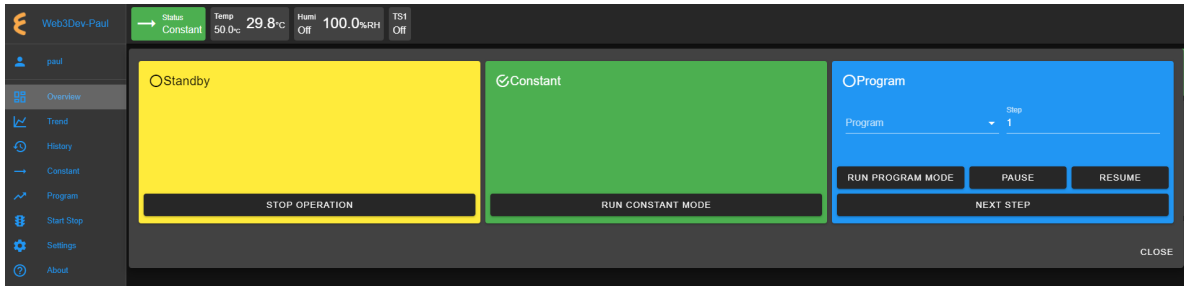 Web3Dev-Paul
Status
Constant
Temp
50.0°C
29.8°C
Humi
Off
100.0%RH
TS1
Off
paul
Overview
Trend
History
Constant
Program
Start Stop
Settings
About
Standby
STOP OPERATION
Constant
RUN CONSTANT MODE
Program
Program
Step
1
RUN PROGRAM MODE
PAUSE
RESUME
NEXT STEP
CLOSE